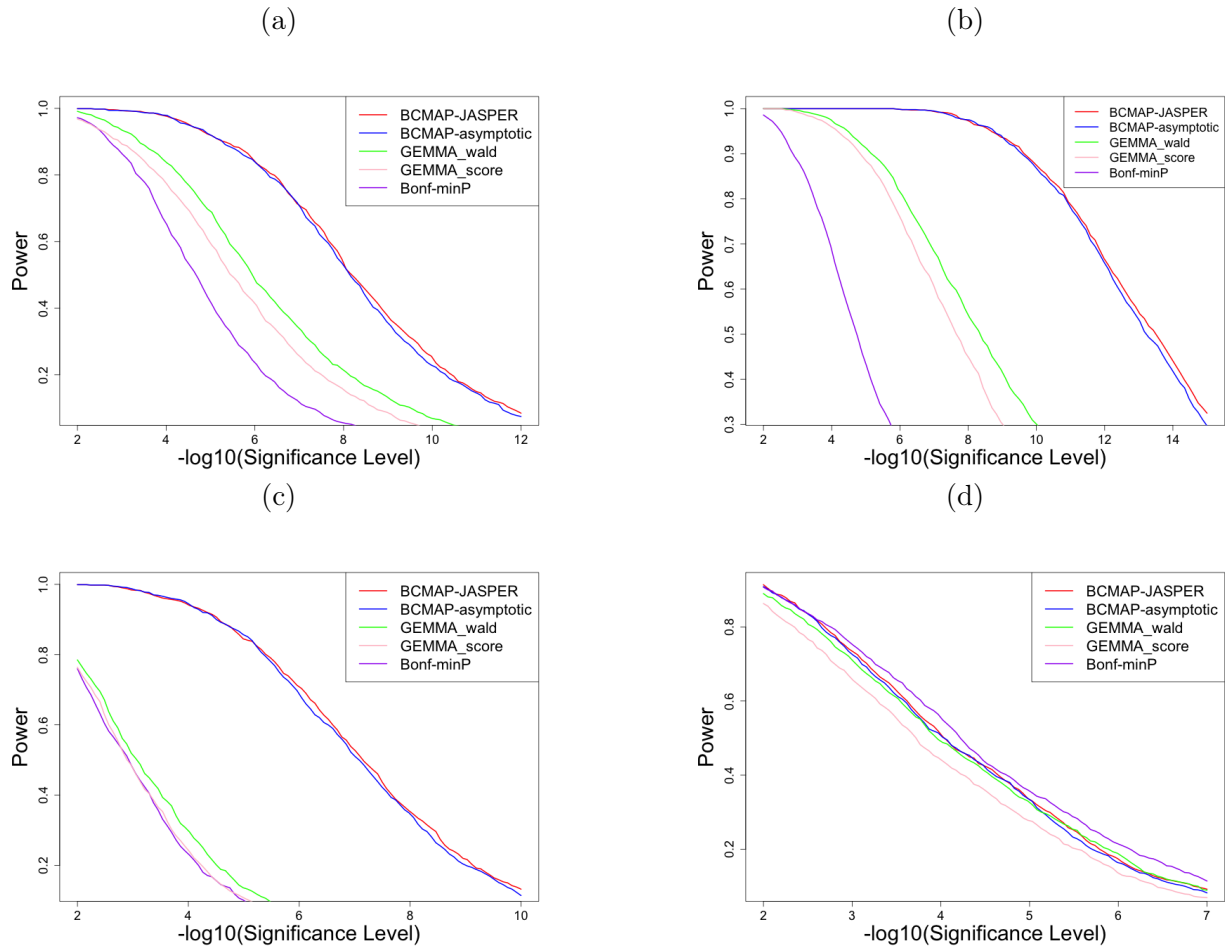 (a)
1.0
0.8
0.6
0.4
0.2
Power
BCMAP-JASPER
BCMAP-asymptotic
GEMMA_wald
GEMMA_score
Bonf-minP
2 4 6 8 10 12
-log10(Significance Level)
(b)
1.0
0.9
0.8
0.7
0.6
0.5
0.4
0.3
Power
BCMAP-JASPER
BCMAP-asymptotic
GEMMA_wald
GEMMA_score
Bonf-minP
2 4 6 8 10 12 14
-log10(Significance Level)
(c)
1.0
0.8
0.6
0.4
0.2
Power
BCMAP-JASPER
BCMAP-asymptotic
GEMMA_wald
GEMMA_score
Bonf-minP
2 4 6 8 10
-log10(Significance Level)
(d)
0.8
0.6
0.4
0.2
Power
BCMAP-JASPER
BCMAP-asymptotic
GEMMA_wald
GEMMA_score
Bonf-minP
2 3 4 5 6 7
-log10(Significance Level)